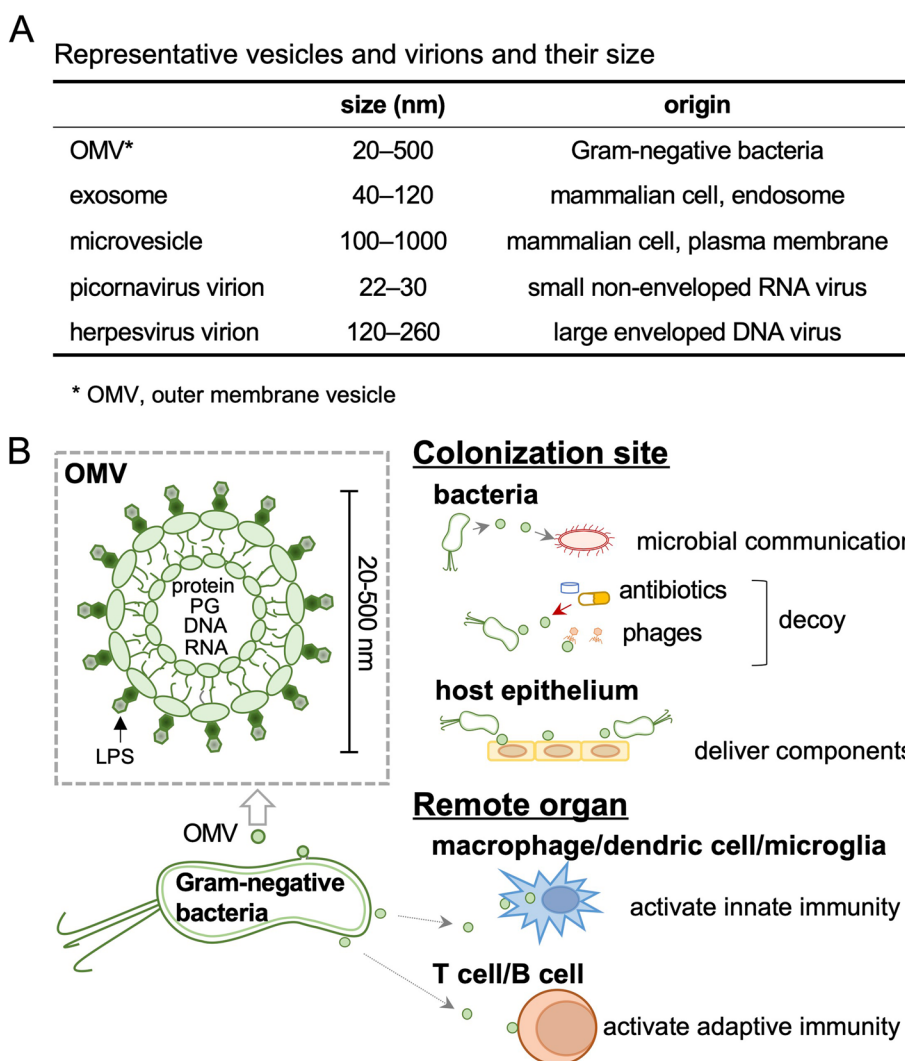 A
Representative vesicles and virions and their size
size (nm) origin
OMV* 20–500 Gram-negative bacteria
exosome 40–120 mammalian cell, endosome
microvesicle 100–1000 mammalian cell, plasma membrane
picornavirus virion 22–30 small non-enveloped RNA virus
herpesvirus virion 120–260 large enveloped DNA virus
* OMV, outer membrane vesicle
B
OMV
protein
PG
DNA
RNA
20-500 nm
LPS
OMV
Gram-negative
bacteria
Colonization site
bacteria
microbial communication
antibiotics
phages
decoy
host epithelium
deliver components
Remote organ
macrophage/dendric cell/microglia
activate innate immunity
T cell/B cell
activate adaptive immunity